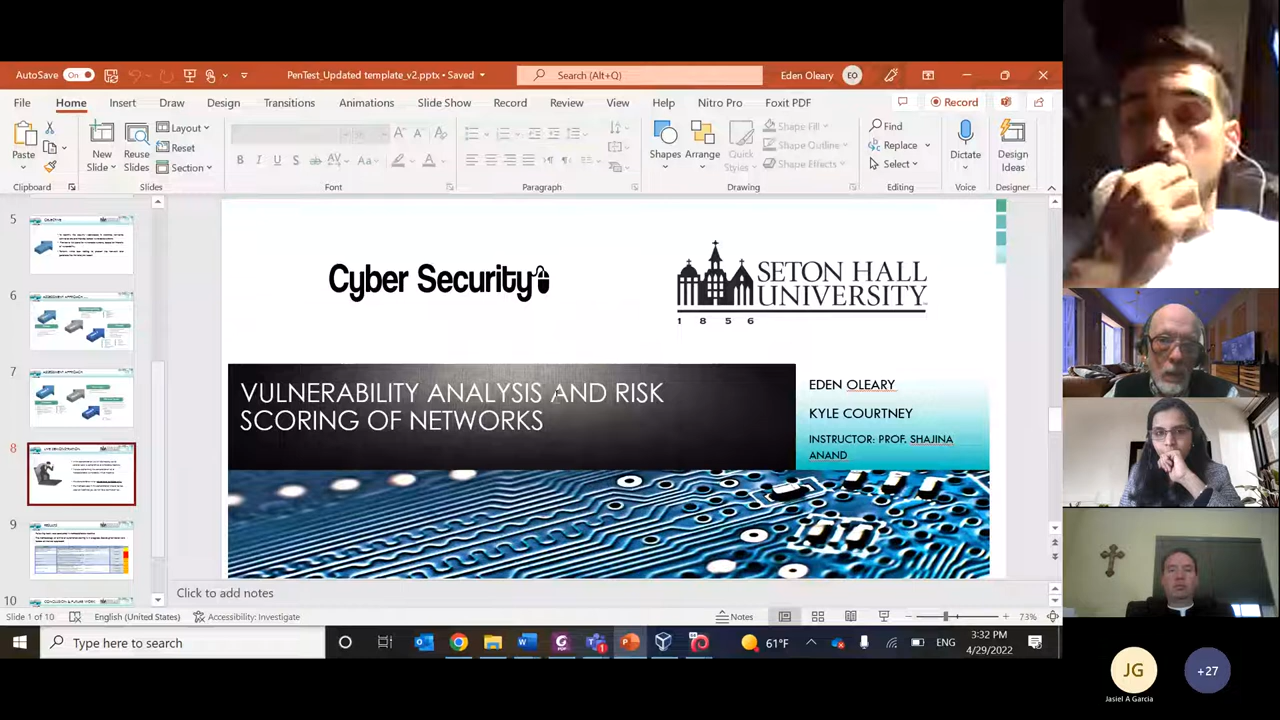 AutoSave On
PenTest_Updated template_v2.pptx • Saved
Search (Alt+Q)
Eden Oleary EO
File Home Insert Draw Design Transitions Animations Slide Show Record Review View Help Nitro Pro Foxit PDF Record
Paste
New Slide
Reuse Slides
Layout
Reset
Section
Shapes
Arrange
Quick Styles
Shape Fill
Shape Outline
Shape Effects
Find
Replace
Select
Dictate
Design Ideas
Clipboard Slides Font Paragraph Drawing Editing Voice Designer
5
6
7
8
9
10
Cyber Security
SETON HALL
UNIVERSITY
1 8 5 6
VULNERABILITY ANALYSIS AND RISK
SCORING OF NETWORKS
EDEN OLEARY
KYLE COURTNEY
INSTRUCTOR: PROF. SHAJINA
ANAND
Click to add notes
Slide 1 of 10 English (United States) Accessibility: Investigate Notes 73%
Type here to search
61°F
ENG
3:32 PM
4/29/2022
JG
Jasiel A Garcia
+27